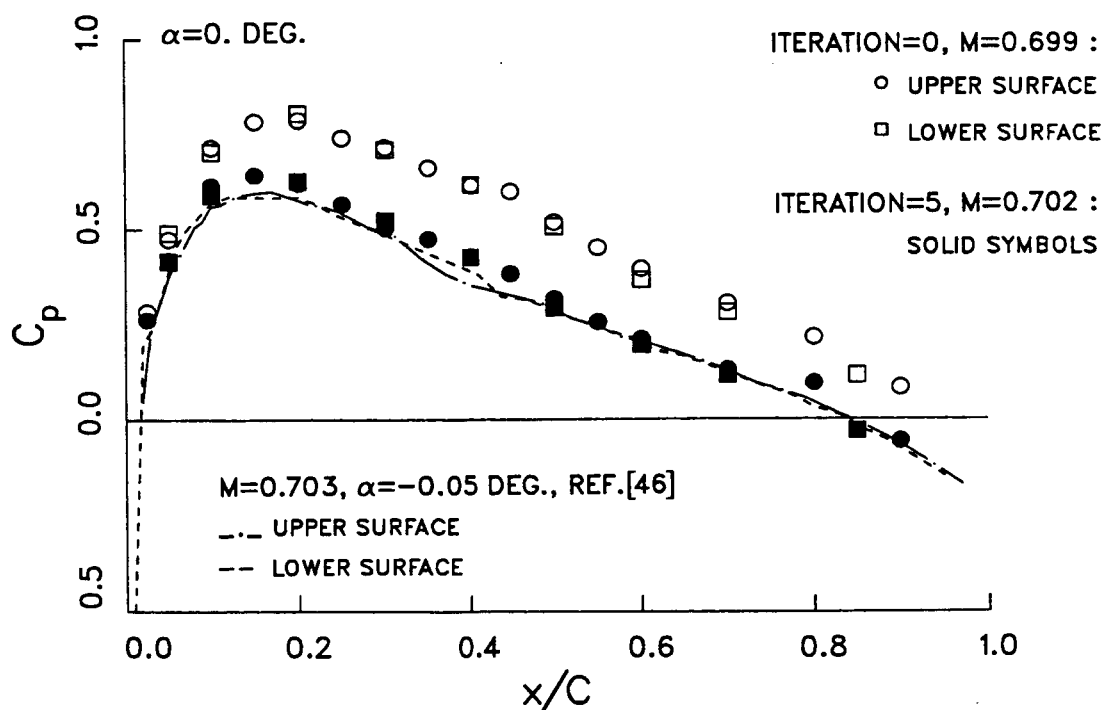 1.0
α=0. DEG.
ITERATION=0, M=0.699 :
UPPER SURFACE
LOWER SURFACE
ITERATION=5, M=0.702 :
SOLID SYMBOLS
0.5
Cp
0.0
M=0.703, α=-0.05 DEG., REF.[46]
UPPER SURFACE
LOWER SURFACE
0.5
0.0 0.2 0.4 0.6 0.8 1.0
x/C